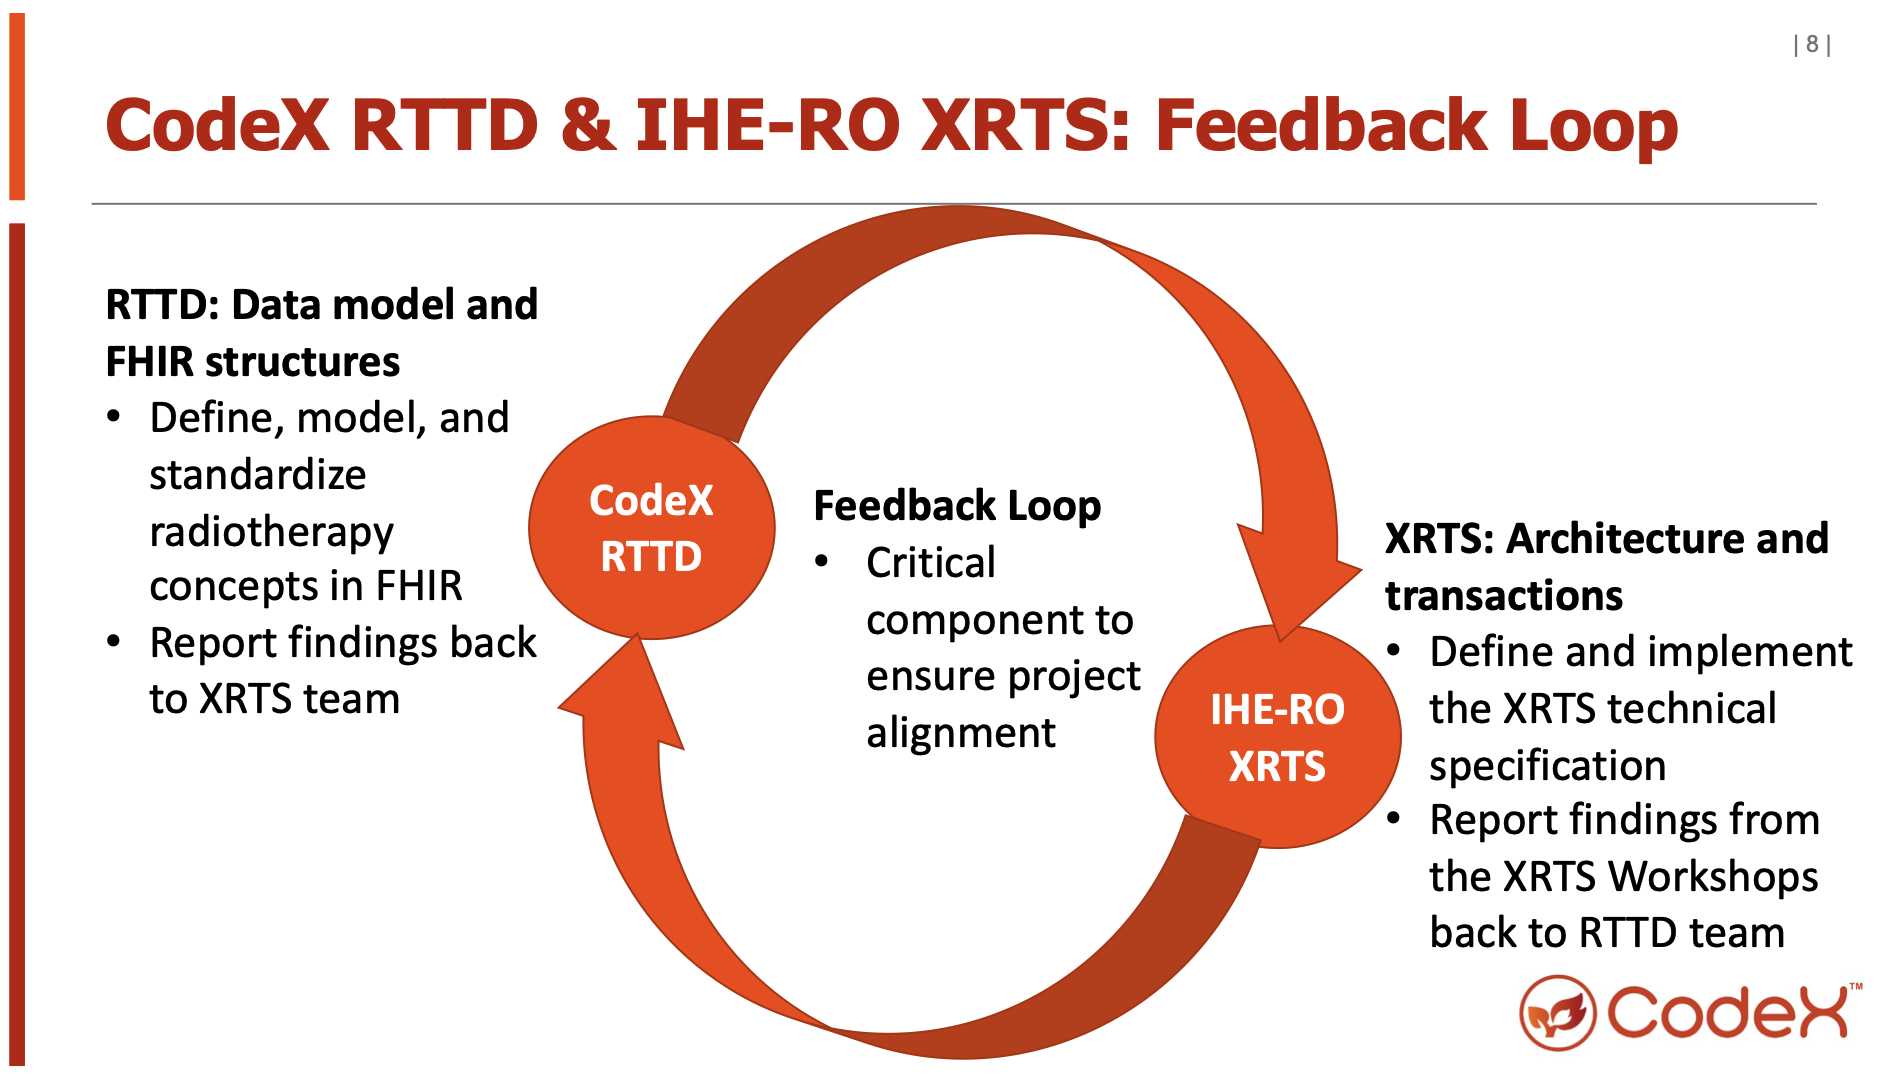 | 8 |
CodeX RTTD & IHE-RO XRTS: Feedback Loop
RTTD: Data model and
FHIR structures
• Define, model, and
standardize
radiotherapy
concepts in FHIR
• Report findings back
to XRTS team
CodeX
RTTD
Feedback Loop
• Critical
component to
ensure project
alignment
IHE-RO
XRTS
XRTS: Architecture and
transactions
• Define and implement
the XRTS technical
specification
• Report findings from
the XRTS Workshops
back to RTTD team
CodeX™